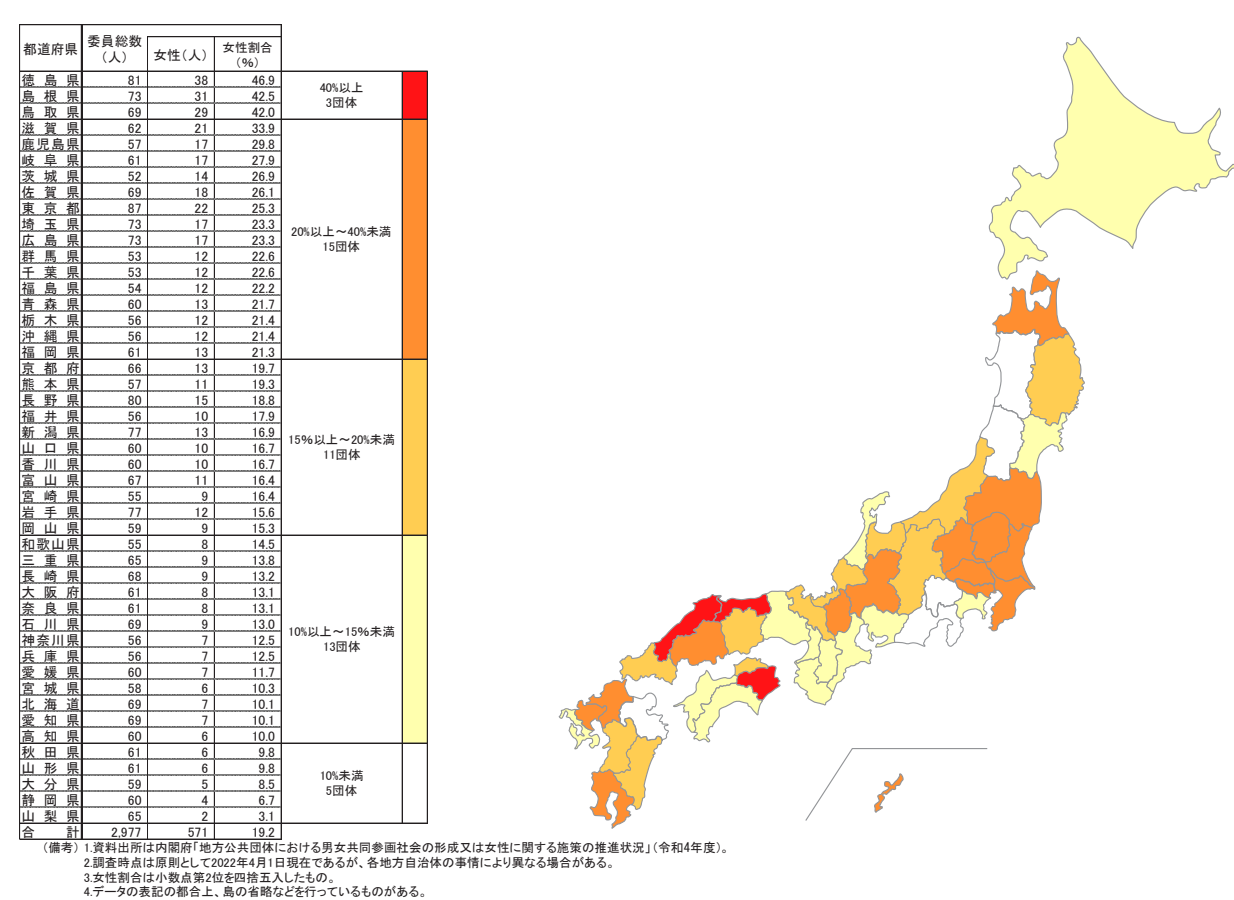 都道府県 委員総数(人) 女性(人) 女性割合(%)
徳島県 81 38 46.9
島根県 73 31 42.5
鳥取県 69 29 42.0
40%以上
3団体
滋賀県 62 21 33.9
鹿児島県 57 17 29.8
岐阜県 61 17 27.9
茨城県 52 14 26.9
佐賀県 69 18 26.1
東京都 87 22 25.3
埼玉県 73 17 23.3
広島県 73 17 23.3
群馬県 53 12 22.6
千葉県 53 12 22.6
福島県 54 12 22.2
青森県 60 13 21.7
栃木県 56 12 21.4
沖縄県 56 12 21.4
福岡県 61 13 21.3
20%以上～40%未満
15団体
京都府 66 13 19.7
熊本県 57 11 19.3
長野県 80 15 18.8
福井県 56 10 17.9
新潟県 77 13 16.9
山口県 60 10 16.7
香川県 60 10 16.7
富山県 67 11 16.4
宮崎県 55 9 16.4
岩手県 77 12 15.6
岡山県 59 9 15.3
15%以上～20%未満
11団体
和歌山県 55 8 14.5
三重県 65 9 13.8
長崎県 68 9 13.2
大阪府 61 8 13.1
奈良県 61 8 13.1
石川県 69 9 13.0
神奈川県 56 7 12.5
兵庫県 56 7 12.5
愛媛県 60 7 11.7
宮城県 58 6 10.3
北海道 69 7 10.1
愛知県 69 7 10.1
高知県 60 6 10.0
10%以上～15%未満
13団体
秋田県 61 6 9.8
山形県 61 6 9.8
大分県 59 5 8.5
静岡県 60 4 6.7
山梨県 65 2 3.1
10%未満
5団体
合計 2,977 571 19.2
(備考) 1.資料出所は内閣府「地方公共団体における男女共同参画社会の形成又は女性に関する施策の推進状況」(令和4年度)。
2.調査時点は原則として2022年4月1日現在であるが、各地方自治体の事情により異なる場合がある。
3.女性割合は小数点第2位を四捨五入したもの。
4.データの表記の都合上、島の省略などを行っているものがある。